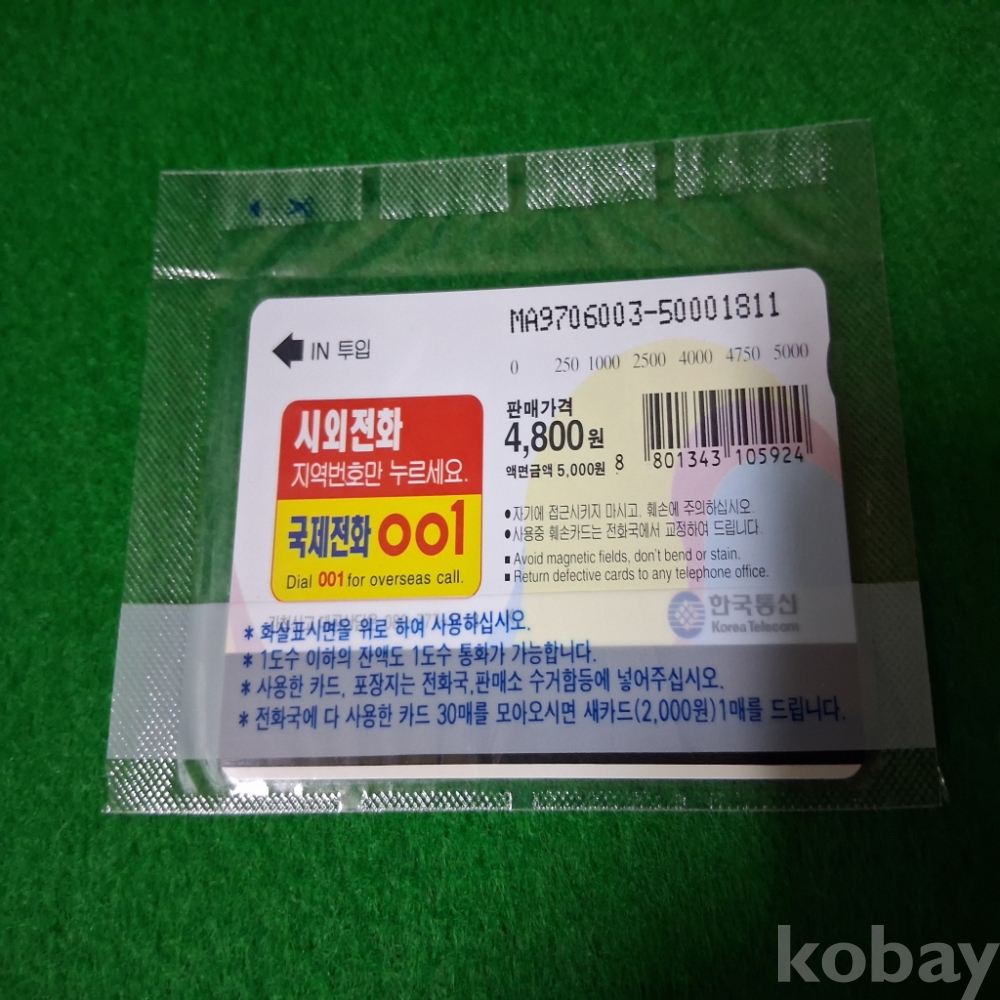 MA9706003-50001811
IN 투입
0 250 1000 2500 4000 4750 5000
시외전화
지역번호만 누르세요.
국제전화 001
Dial 001 for overseas call.
판매가격
4,800원
액면금액 5,000원
8 801343 105924
●자기에 접근시키지 마시고, 훼손에 주의하십시오.
●사용중 훼손카드는 전화국에서 교정하여 드립니다.
■ Avoid magnetic fields, don't bend or stain.
■ Return defective cards to any telephone office.
한국통신
Korea Telecom
* 화살표시면을 위로 하여 사용하십시오.
* 1도수 이하의 잔액도 1도수 통화가 가능합니다.
* 사용한 카드, 포장지는 전화국,판매소 수거함등에 넣어주십시오.
* 전화국에 다 사용한 카드 30매를 모아오시면 새카드(2,000원)1매를 드립니다.
kobay